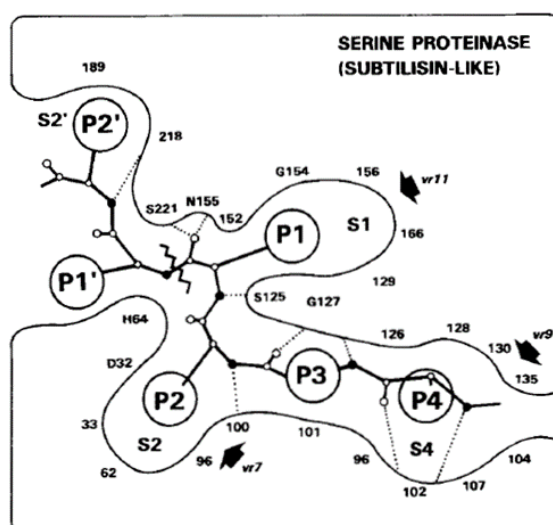 SERINE PROTEINASE
(SUBTILISIN-LIKE)
189
S2'
P2'
218
G154
156
vr11
N155
S221
152
P1
S1
166
P1'
S125
G127
129
H64
126
128
vr9
130
D32
135
P2
P3
P4
33
S2
100
101
96
S4
104
96
62
vr7
102
107